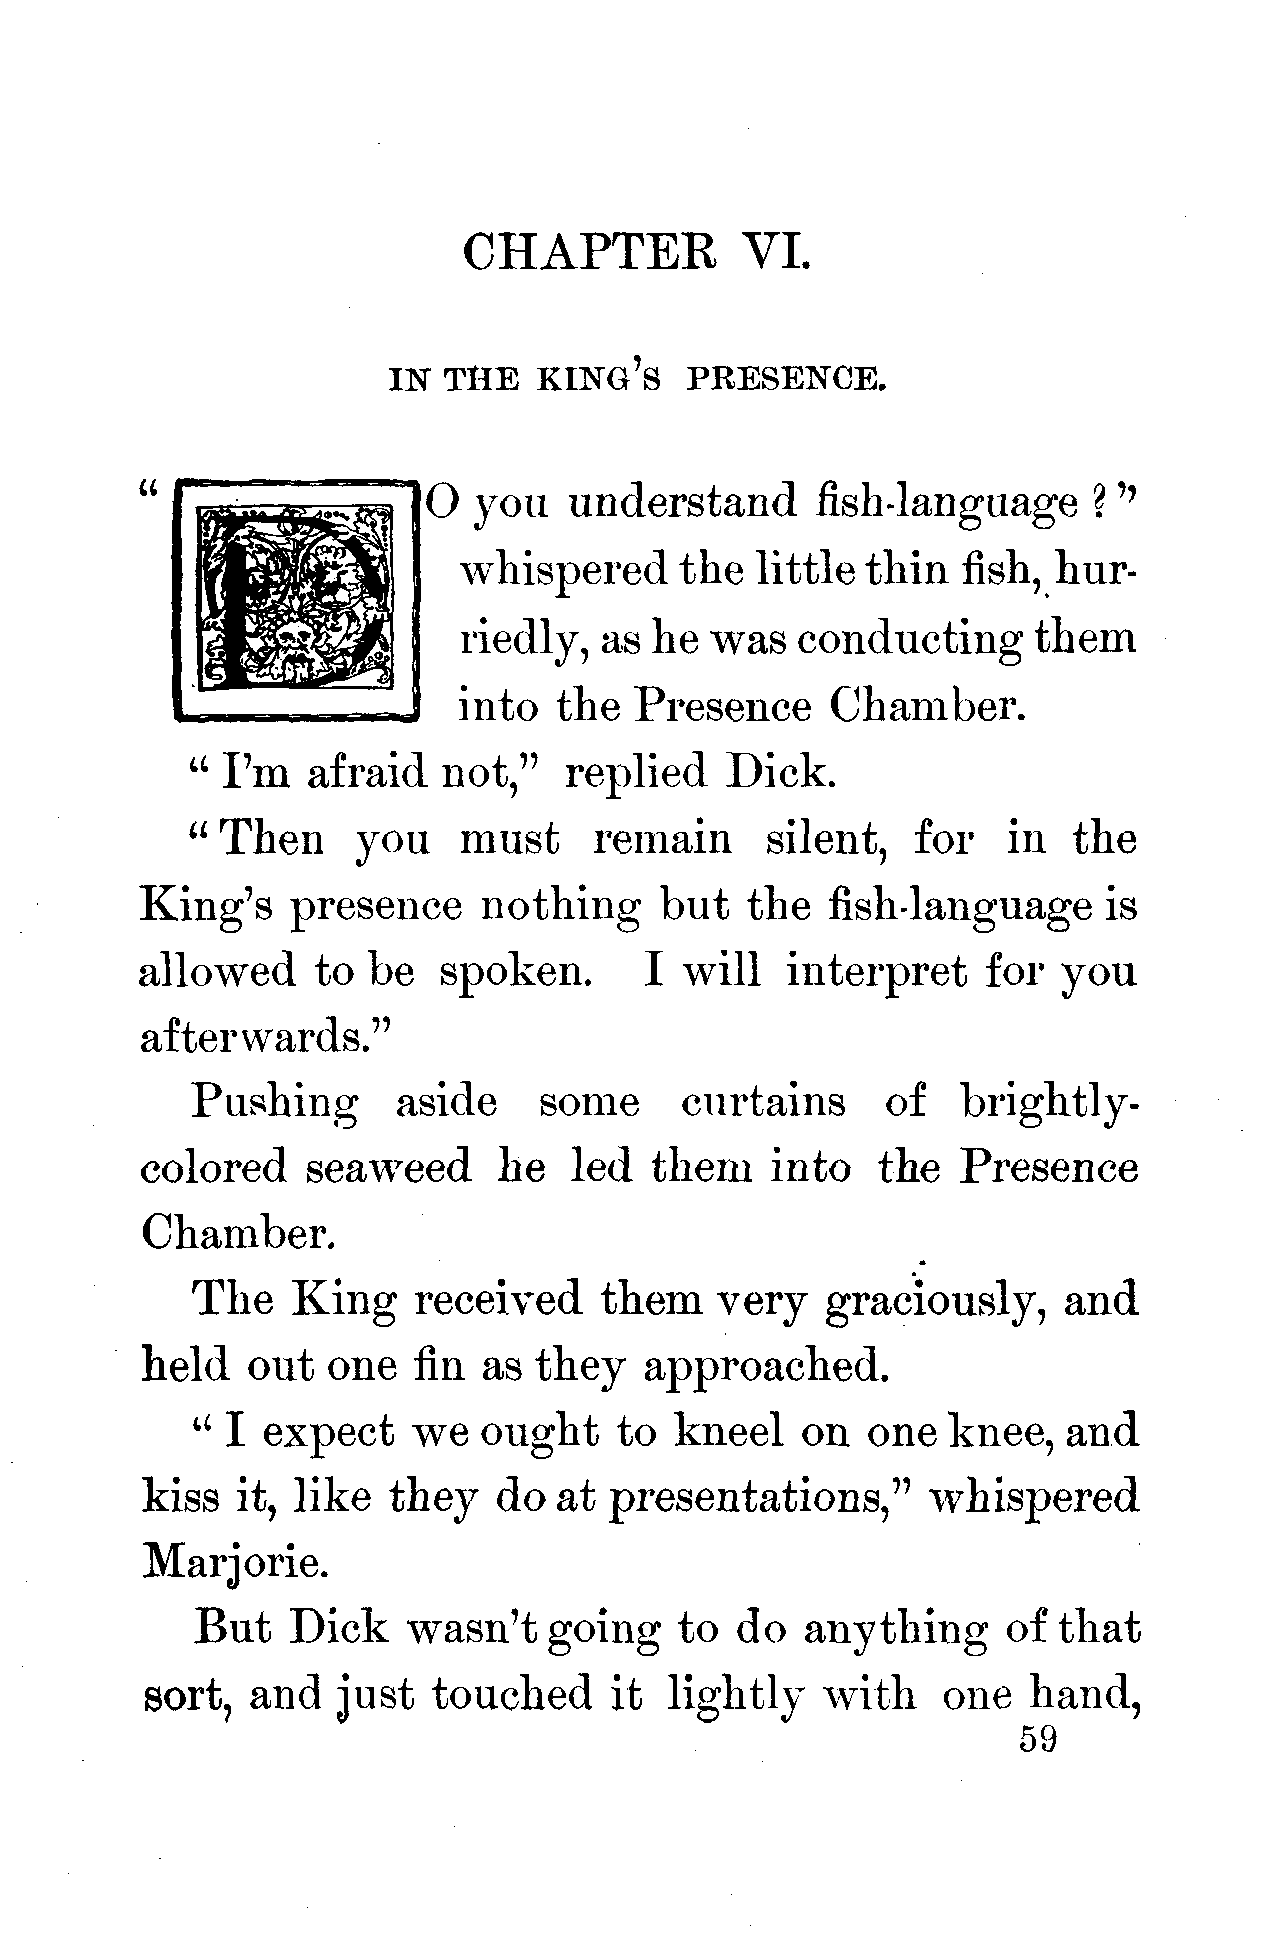 CHAPTER VI.
IN THE KING'S PRESENCE.
"DO you understand fish-language?"
whispered the little thin fish, hur-
riedly, as he was conducting them
into the Presence Chamber.
"I'm afraid not," replied Dick.
"Then you must remain silent, for in the
King's presence nothing but the fish-language is
allowed to be spoken. I will interpret for you
afterwards."
Pushing aside some curtains of brightly-
colored seaweed he led them into the Presence
Chamber.
The King received them very graciously, and
held out one fin as they approached.
"I expect we ought to kneel on one knee, and
kiss it, like they do at presentations," whispered
Marjorie.
But Dick wasn't going to do anything of that
sort, and just touched it lightly with one hand,
59